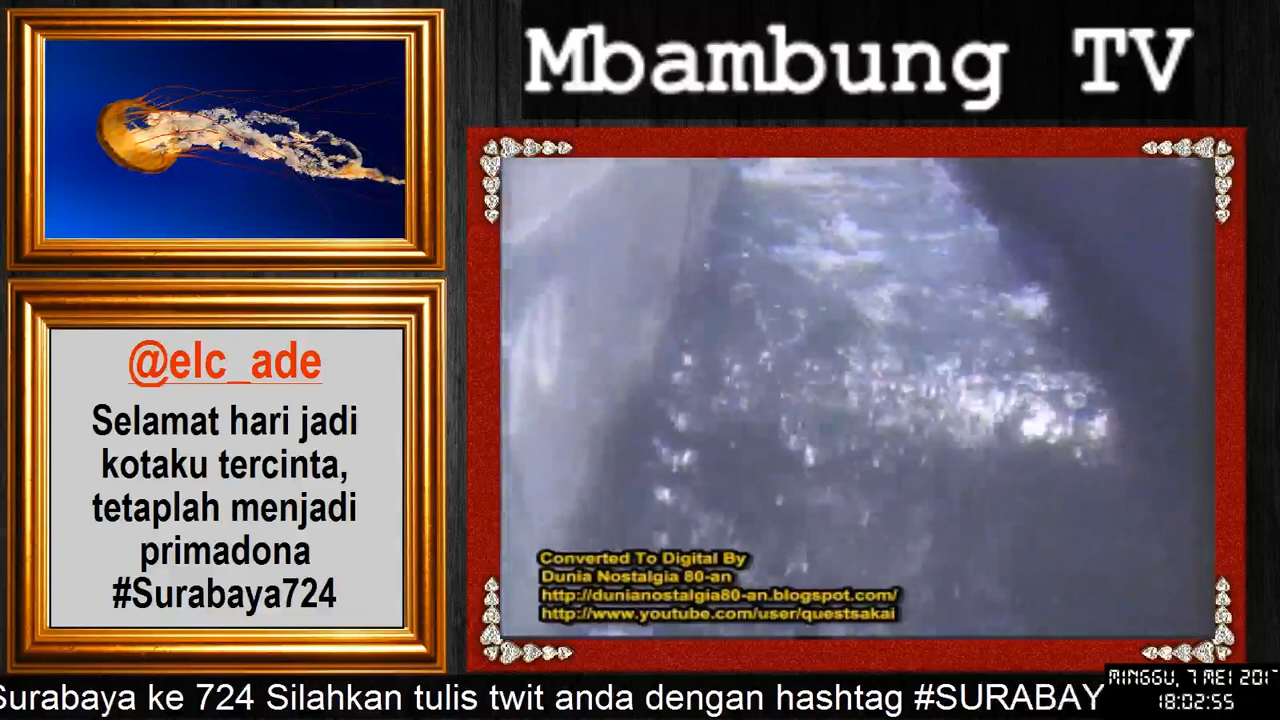 Mbambung TV
@elc_ade
Selamat hari jadi
kotaku tercinta,
tetaplah menjadi
primadona
#Surabaya724
Converted To Digital By
Dunia Nostalgia 80-an
http://dunianostalgia80-an.blogspot.com/
http://www.youtube.com/user/questsakai
Surabaya ke 724 Silahkan tulis twit anda dengan hashtag #SURABAY
MINGGU, 7 MEI 2017
18:02:55